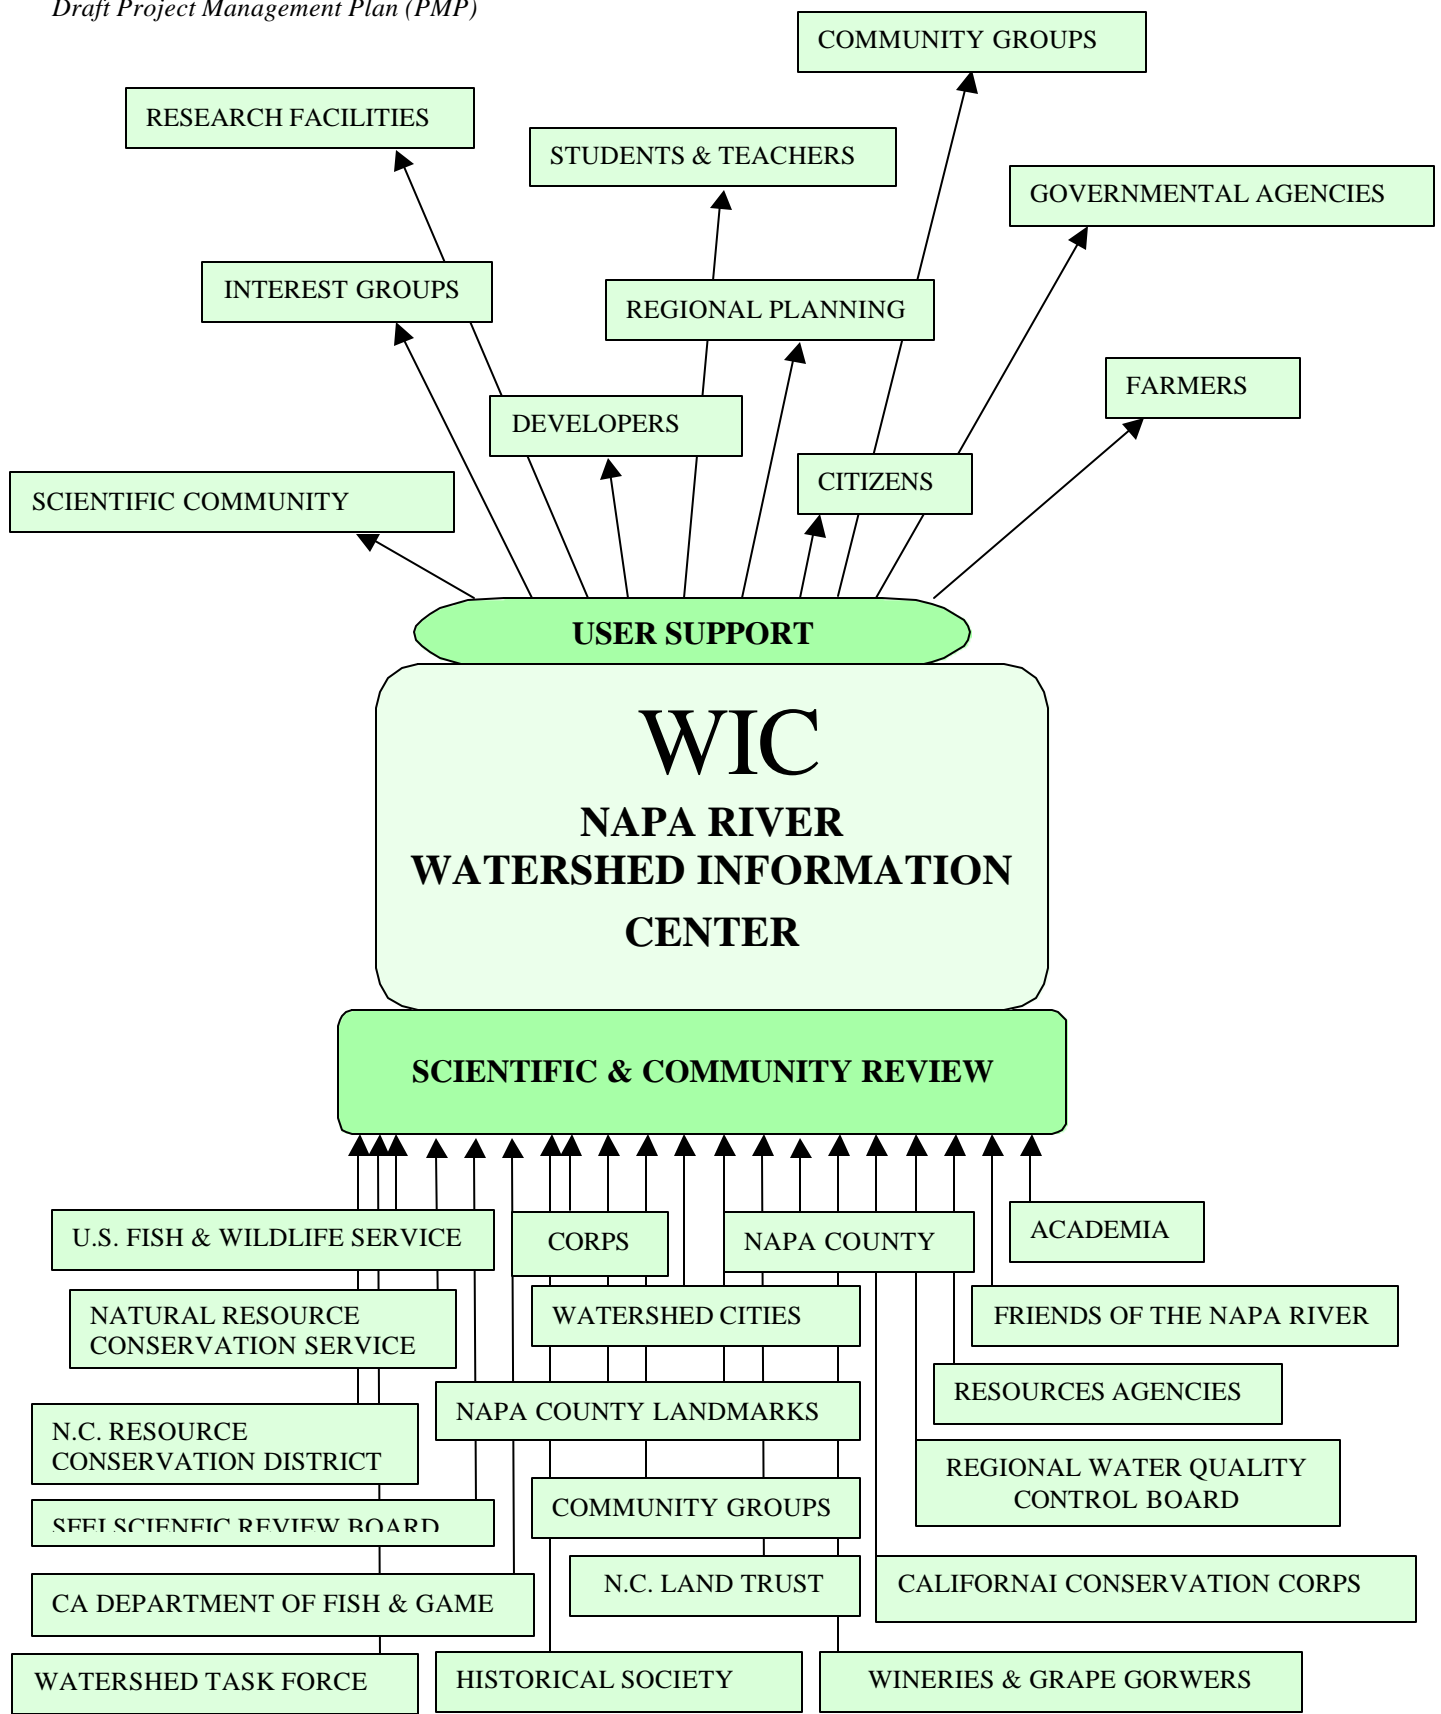 Draft Project Management Plan (PMP)
COMMUNITY GROUPS
RESEARCH FACILITIES
STUDENTS & TEACHERS
GOVERNMENTAL AGENCIES
INTEREST GROUPS
REGIONAL PLANNING
FARMERS
DEVELOPERS
CITIZENS
SCIENTIFIC COMMUNITY
USER SUPPORT
WIC
NAPA RIVER
WATERSHED INFORMATION
CENTER
SCIENTIFIC & COMMUNITY REVIEW
U.S. FISH & WILDLIFE SERVICE
CORPS
NAPA COUNTY
ACADEMIA
NATURAL RESOURCE
CONSERVATION SERVICE
WATERSHED CITIES
FRIENDS OF THE NAPA RIVER
RESOURCES AGENCIES
N.C. RESOURCE
CONSERVATION DISTRICT
NAPA COUNTY LANDMARKS
REGIONAL WATER QUALITY
CONTROL BOARD
SFEI SCIENFIC REVIEW BOARD
COMMUNITY GROUPS
N.C. LAND TRUST
CALIFORNAI CONSERVATION CORPS
CA DEPARTMENT OF FISH & GAME
WATERSHED TASK FORCE
HISTORICAL SOCIETY
WINERIES & GRAPE GORWERS